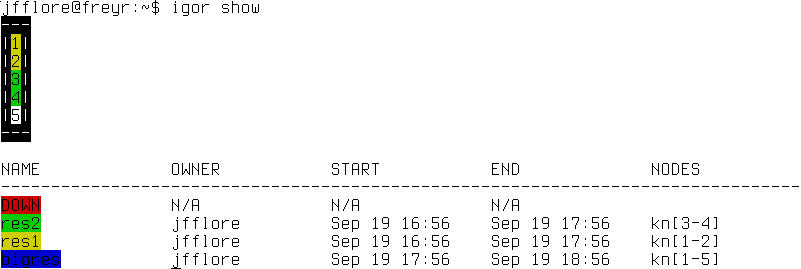 jfflore@freyr:~$ igor show
---
|1|
|2|
|3|
|4|
|5|
---
NAME OWNER START END NODES
--------------------------------------------------------------------------------
DOWN N/A N/A N/A
res2 jfflore Sep 19 16:56 Sep 19 17:56 kn[3-4]
res1 jfflore Sep 19 16:56 Sep 19 17:56 kn[1-2]
bigres jfflore Sep 19 17:56 Sep 19 18:56 kn[1-5]